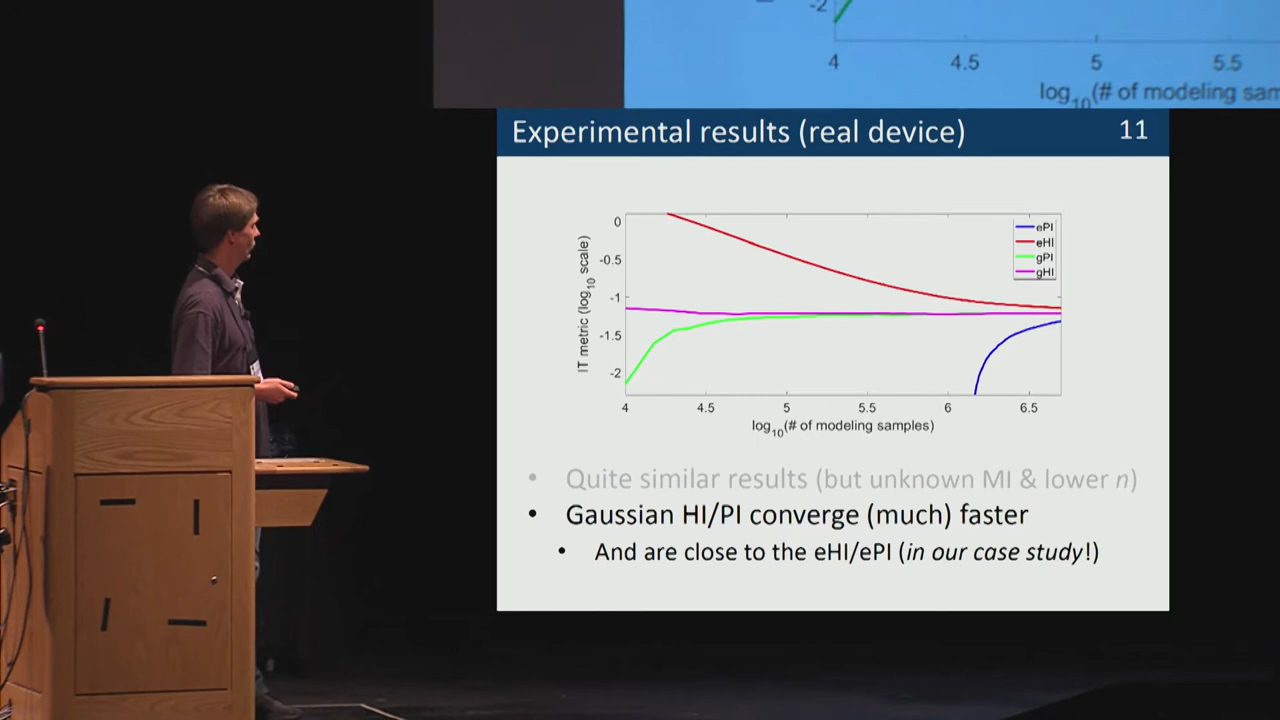 -2
4 4.5 5 5.5
log10(# of modeling sam
Experimental results (real device) 11
0
-0.5
-1
-1.5
-2
IT metric (log10 scale)
ePI
eHI
gPI
gHI
4 4.5 5 5.5 6 6.5
log10(# of modeling samples)
• Quite similar results (but unknown MI & lower n)
• Gaussian HI/PI converge (much) faster
• And are close to the eHI/ePI (in our case study!)